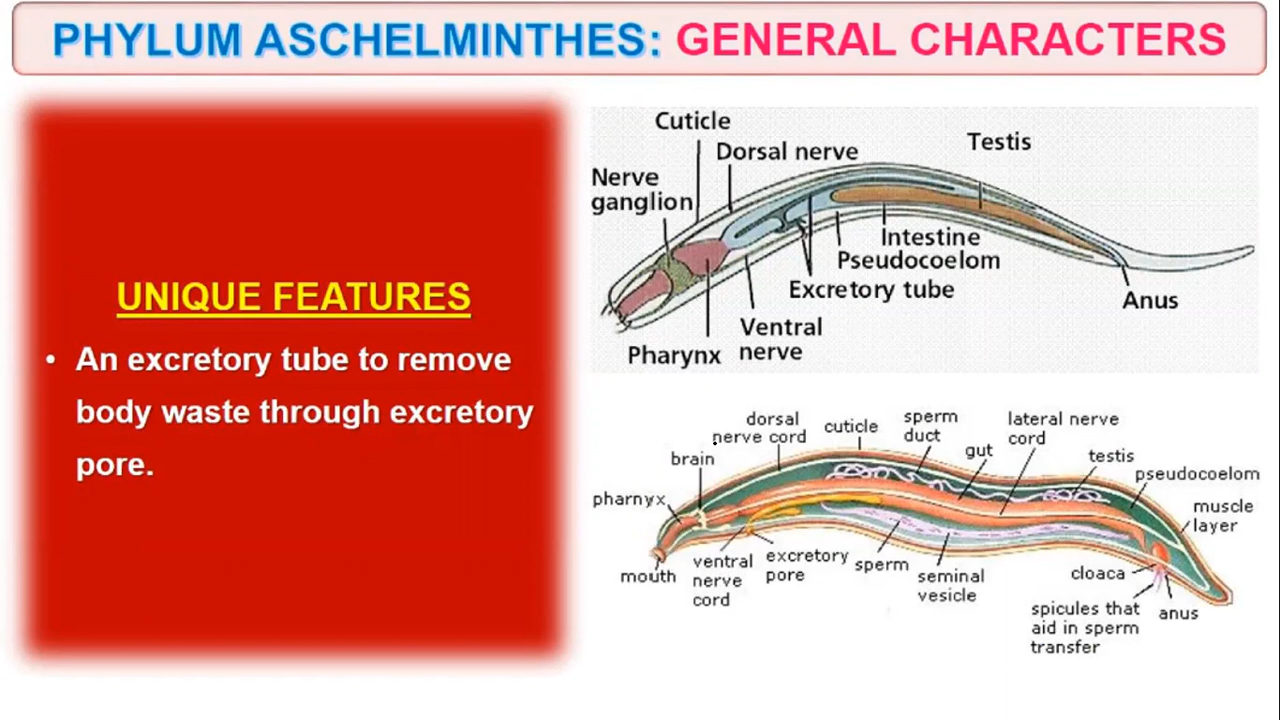 PHYLUM ASCHELMINTHES: GENERAL CHARACTERS
UNIQUE FEATURES
• An excretory tube to remove
body waste through excretory
pore.
Cuticle
Dorsal nerve
Testis
Nerve
ganglion
Intestine
Pseudocoelom
Excretory tube
Anus
Ventral
nerve
Pharynx
dorsal
nerve cord
cuticle
sperm
duct
lateral nerve
cord
gut
testis
brain
pseudocoelom
pharnyx
muscle
layer
mouth
ventral
nerve
cord
excretory
pore
sperm
seminal
vesicle
cloaca
spicules that
aid in sperm
transfer
anus